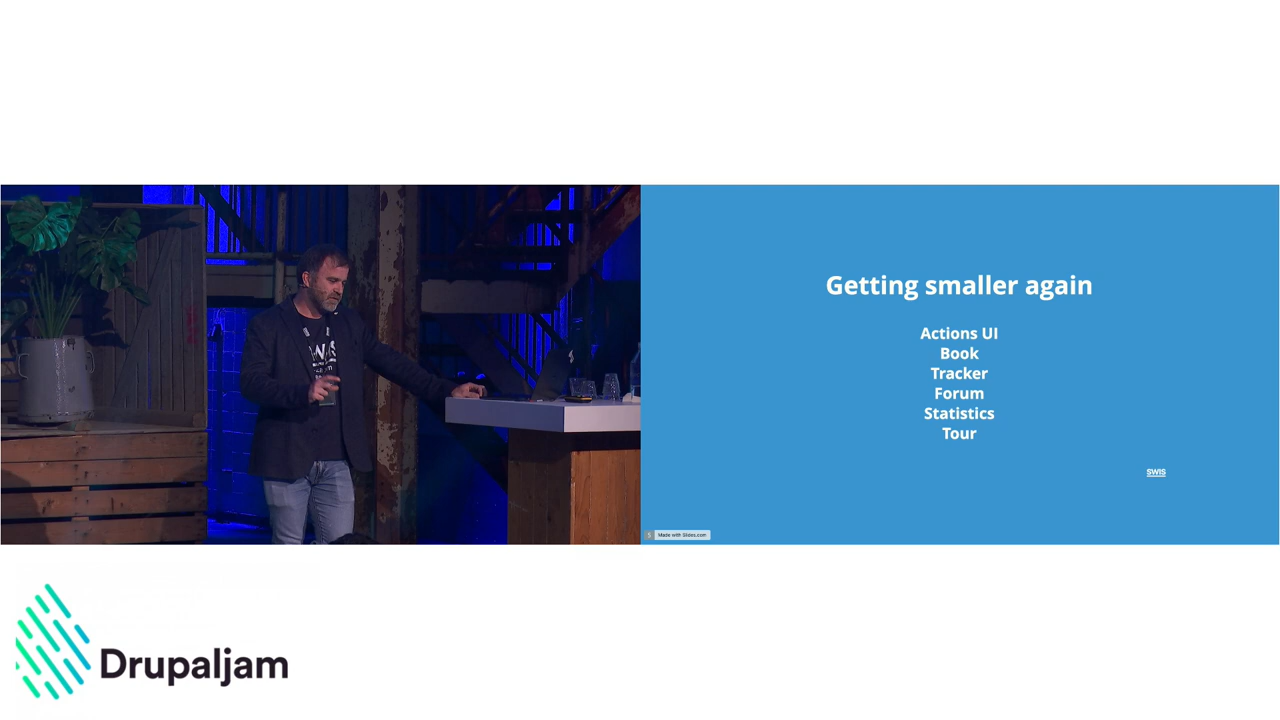 Getting smaller again
Actions UI
Book
Tracker
Forum
Statistics
Tour
SWIS
Made with Slides.com
Drupaljam